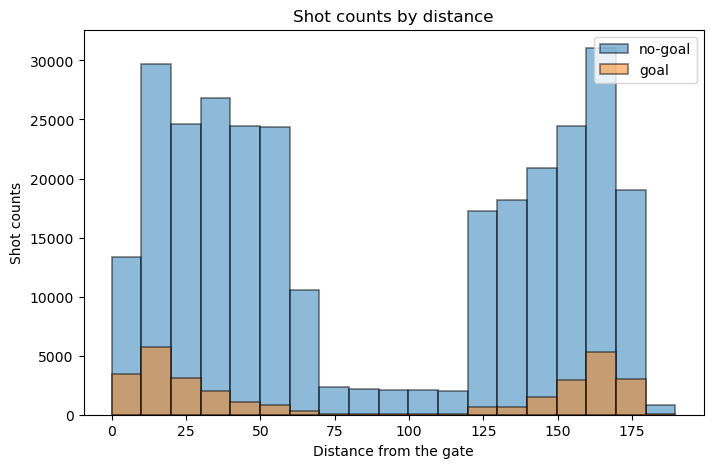 Shot counts by distance
no-goal
goal
Shot counts
30000
25000
20000
15000
10000
5000
0
0 25 50 75 100 125 150 175
Distance from the gate